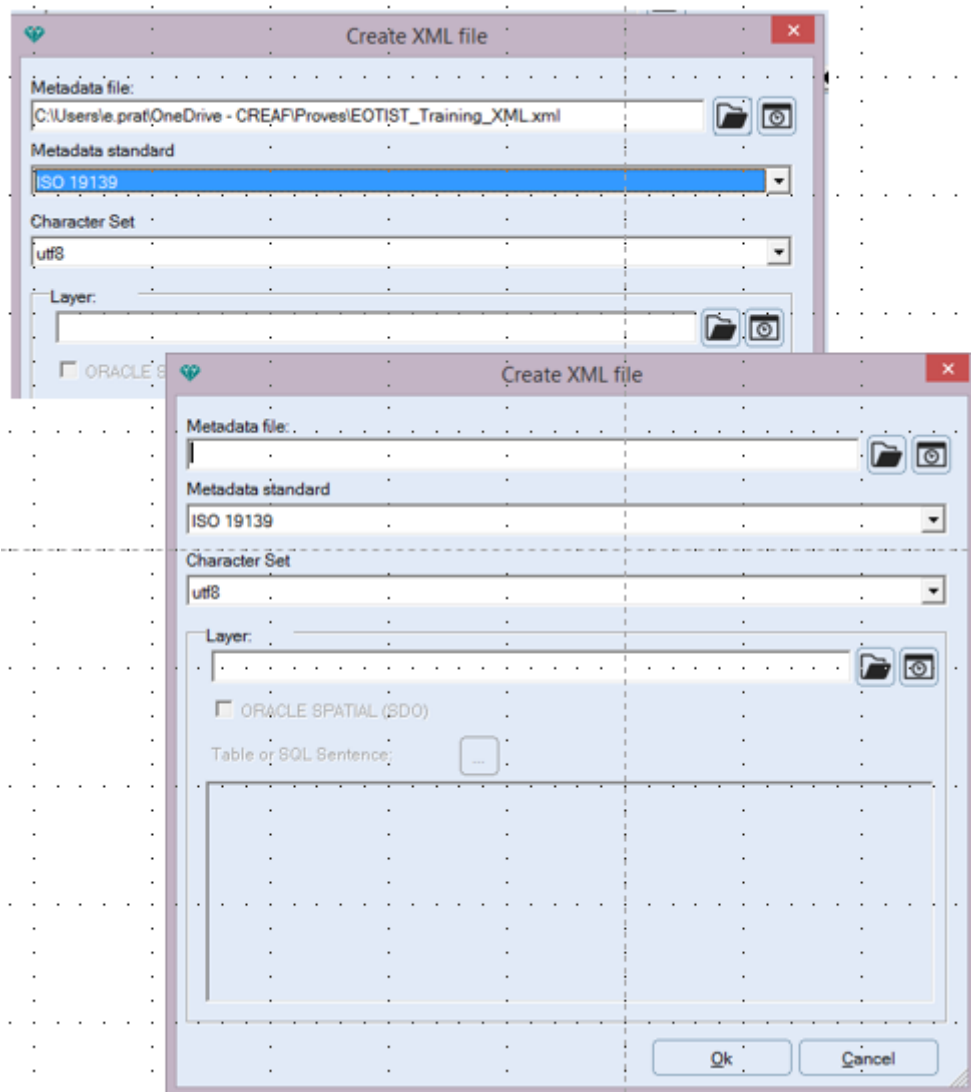 Create XML file
Metadata file:
C:\Users\e.prat\OneDrive - CREAF\Proves\EOTIST_Training_XML.xml
Metadata standard
ISO 19139
Character Set
utf8
Layer:
ORACLE S
Create XML file
Metadata file:
Metadata standard
ISO 19139
Character Set
utf8
Layer:
ORACLE SPATIAL (SDO)
Table or SQL Sentence:
...
Ok
Cancel